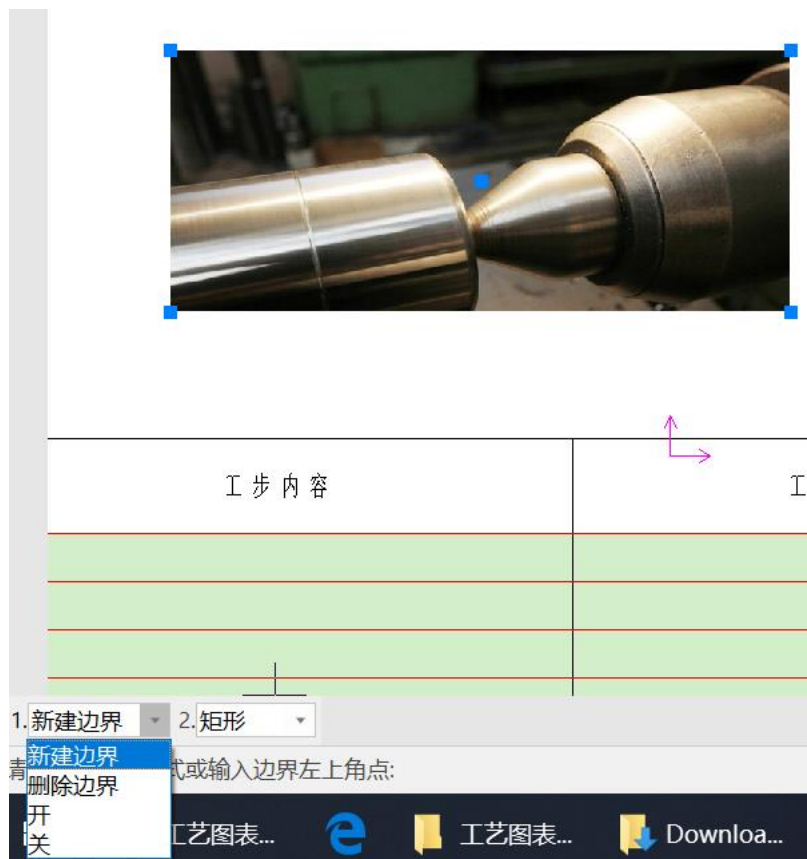 工步内容
工
1.新建边界 2.矩形
新建边界
式或输入边界左上角点:
删除边界
开
关
工艺图表... 工艺图表... Downloa...